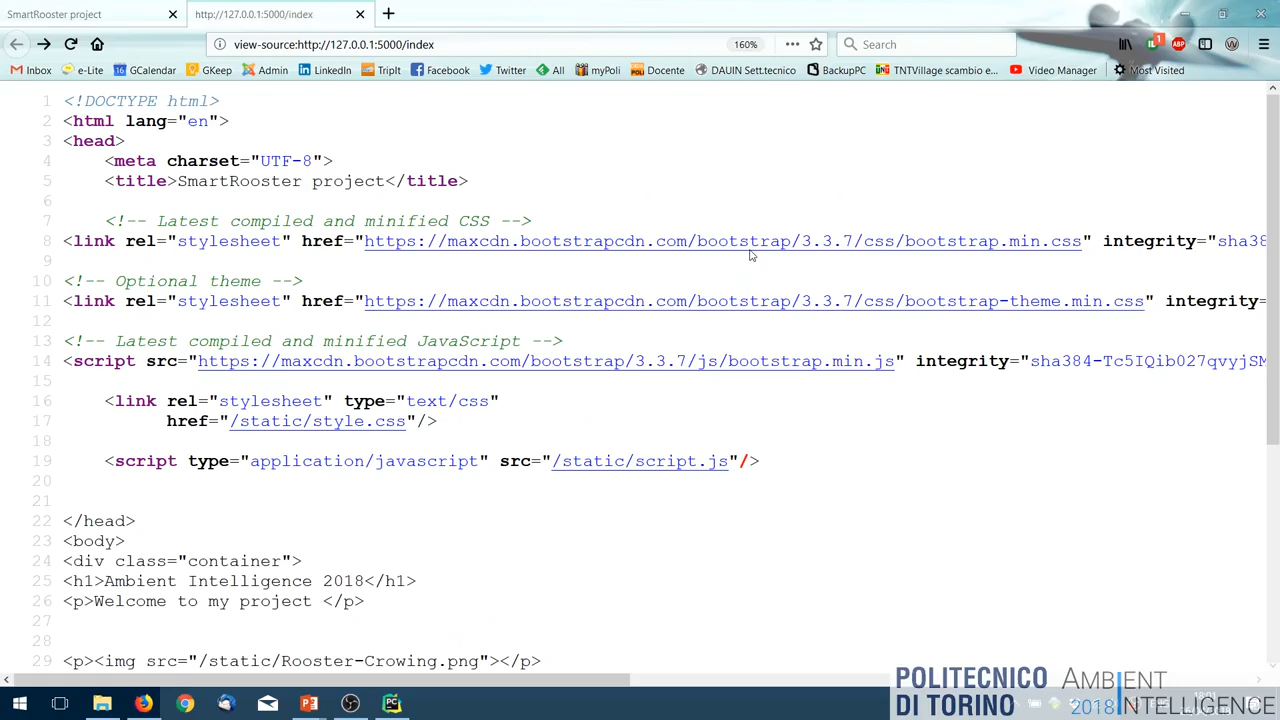 SmartRooster project
http://127.0.0.1:5000/index
view-source:http://127.0.0.1:5000/index
160%
Search
1
ABP
Inbox
e-Lite
16 GCalendar
GKeep
Admin
LinkedIn
TripIt
Facebook
Twitter
All
myPoli
Docente
DAUIN Sett.tecnico
BackupPC
TNTVillage scambio e...
Video Manager
Most Visited
1 <!DOCTYPE html>
2 <html lang="en">
3 <head>
4 <meta charset="UTF-8">
5 <title>SmartRooster project</title>
6
7 <!-- Latest compiled and minified CSS -->
8 <link rel="stylesheet" href="https://maxcdn.bootstrapcdn.com/bootstrap/3.3.7/css/bootstrap.min.css" integrity="sha38
9
10 <!-- Optional theme -->
11 <link rel="stylesheet" href="https://maxcdn.bootstrapcdn.com/bootstrap/3.3.7/css/bootstrap-theme.min.css" integrity=
12
13 <!-- Latest compiled and minified JavaScript -->
14 <script src="https://maxcdn.bootstrapcdn.com/bootstrap/3.3.7/js/bootstrap.min.js" integrity="sha384-Tc5IQib027qvyjSM
15
16 <link rel="stylesheet" type="text/css"
17 href="/static/style.css"/>
18
19 <script type="application/javascript" src="/static/script.js"/>
20
21
22 </head>
23 <body>
24 <div class="container">
25 <h1>Ambient Intelligence 2018</h1>
26 <p>Welcome to my project </p>
27
28
29 <p><img src="/static/Rooster-Crowing.png"></p>
POLITECNICO
DI TORINO
AMBIENT
2018 INTELLIGENCE